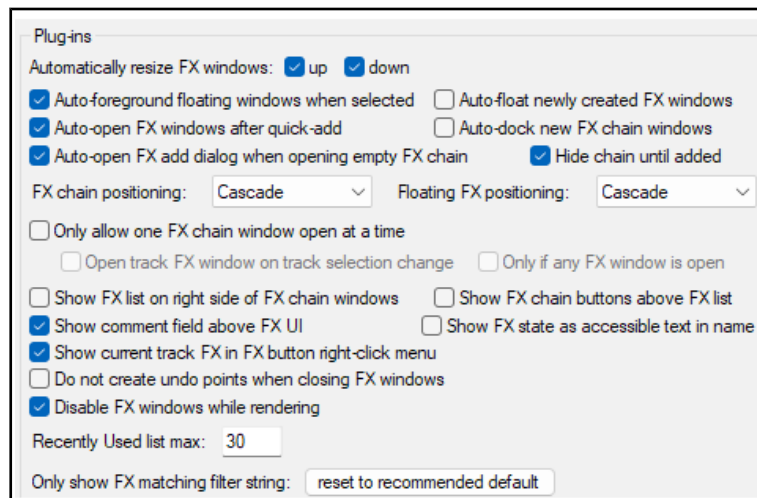 Plug-ins
Automatically resize FX windows: up down
Auto-foreground floating windows when selected Auto-float newly created FX windows
Auto-open FX windows after quick-add Auto-dock new FX chain windows
Auto-open FX add dialog when opening empty FX chain Hide chain until added
FX chain positioning: Cascade Floating FX positioning: Cascade
Only allow one FX chain window open at a time
Open track FX window on track selection change Only if any FX window is open
Show FX list on right side of FX chain windows Show FX chain buttons above FX list
Show comment field above FX UI Show FX state as accessible text in name
Show current track FX in FX button right-click menu
Do not create undo points when closing FX windows
Disable FX windows while rendering
Recently Used list max: 30
Only show FX matching filter string: reset to recommended default